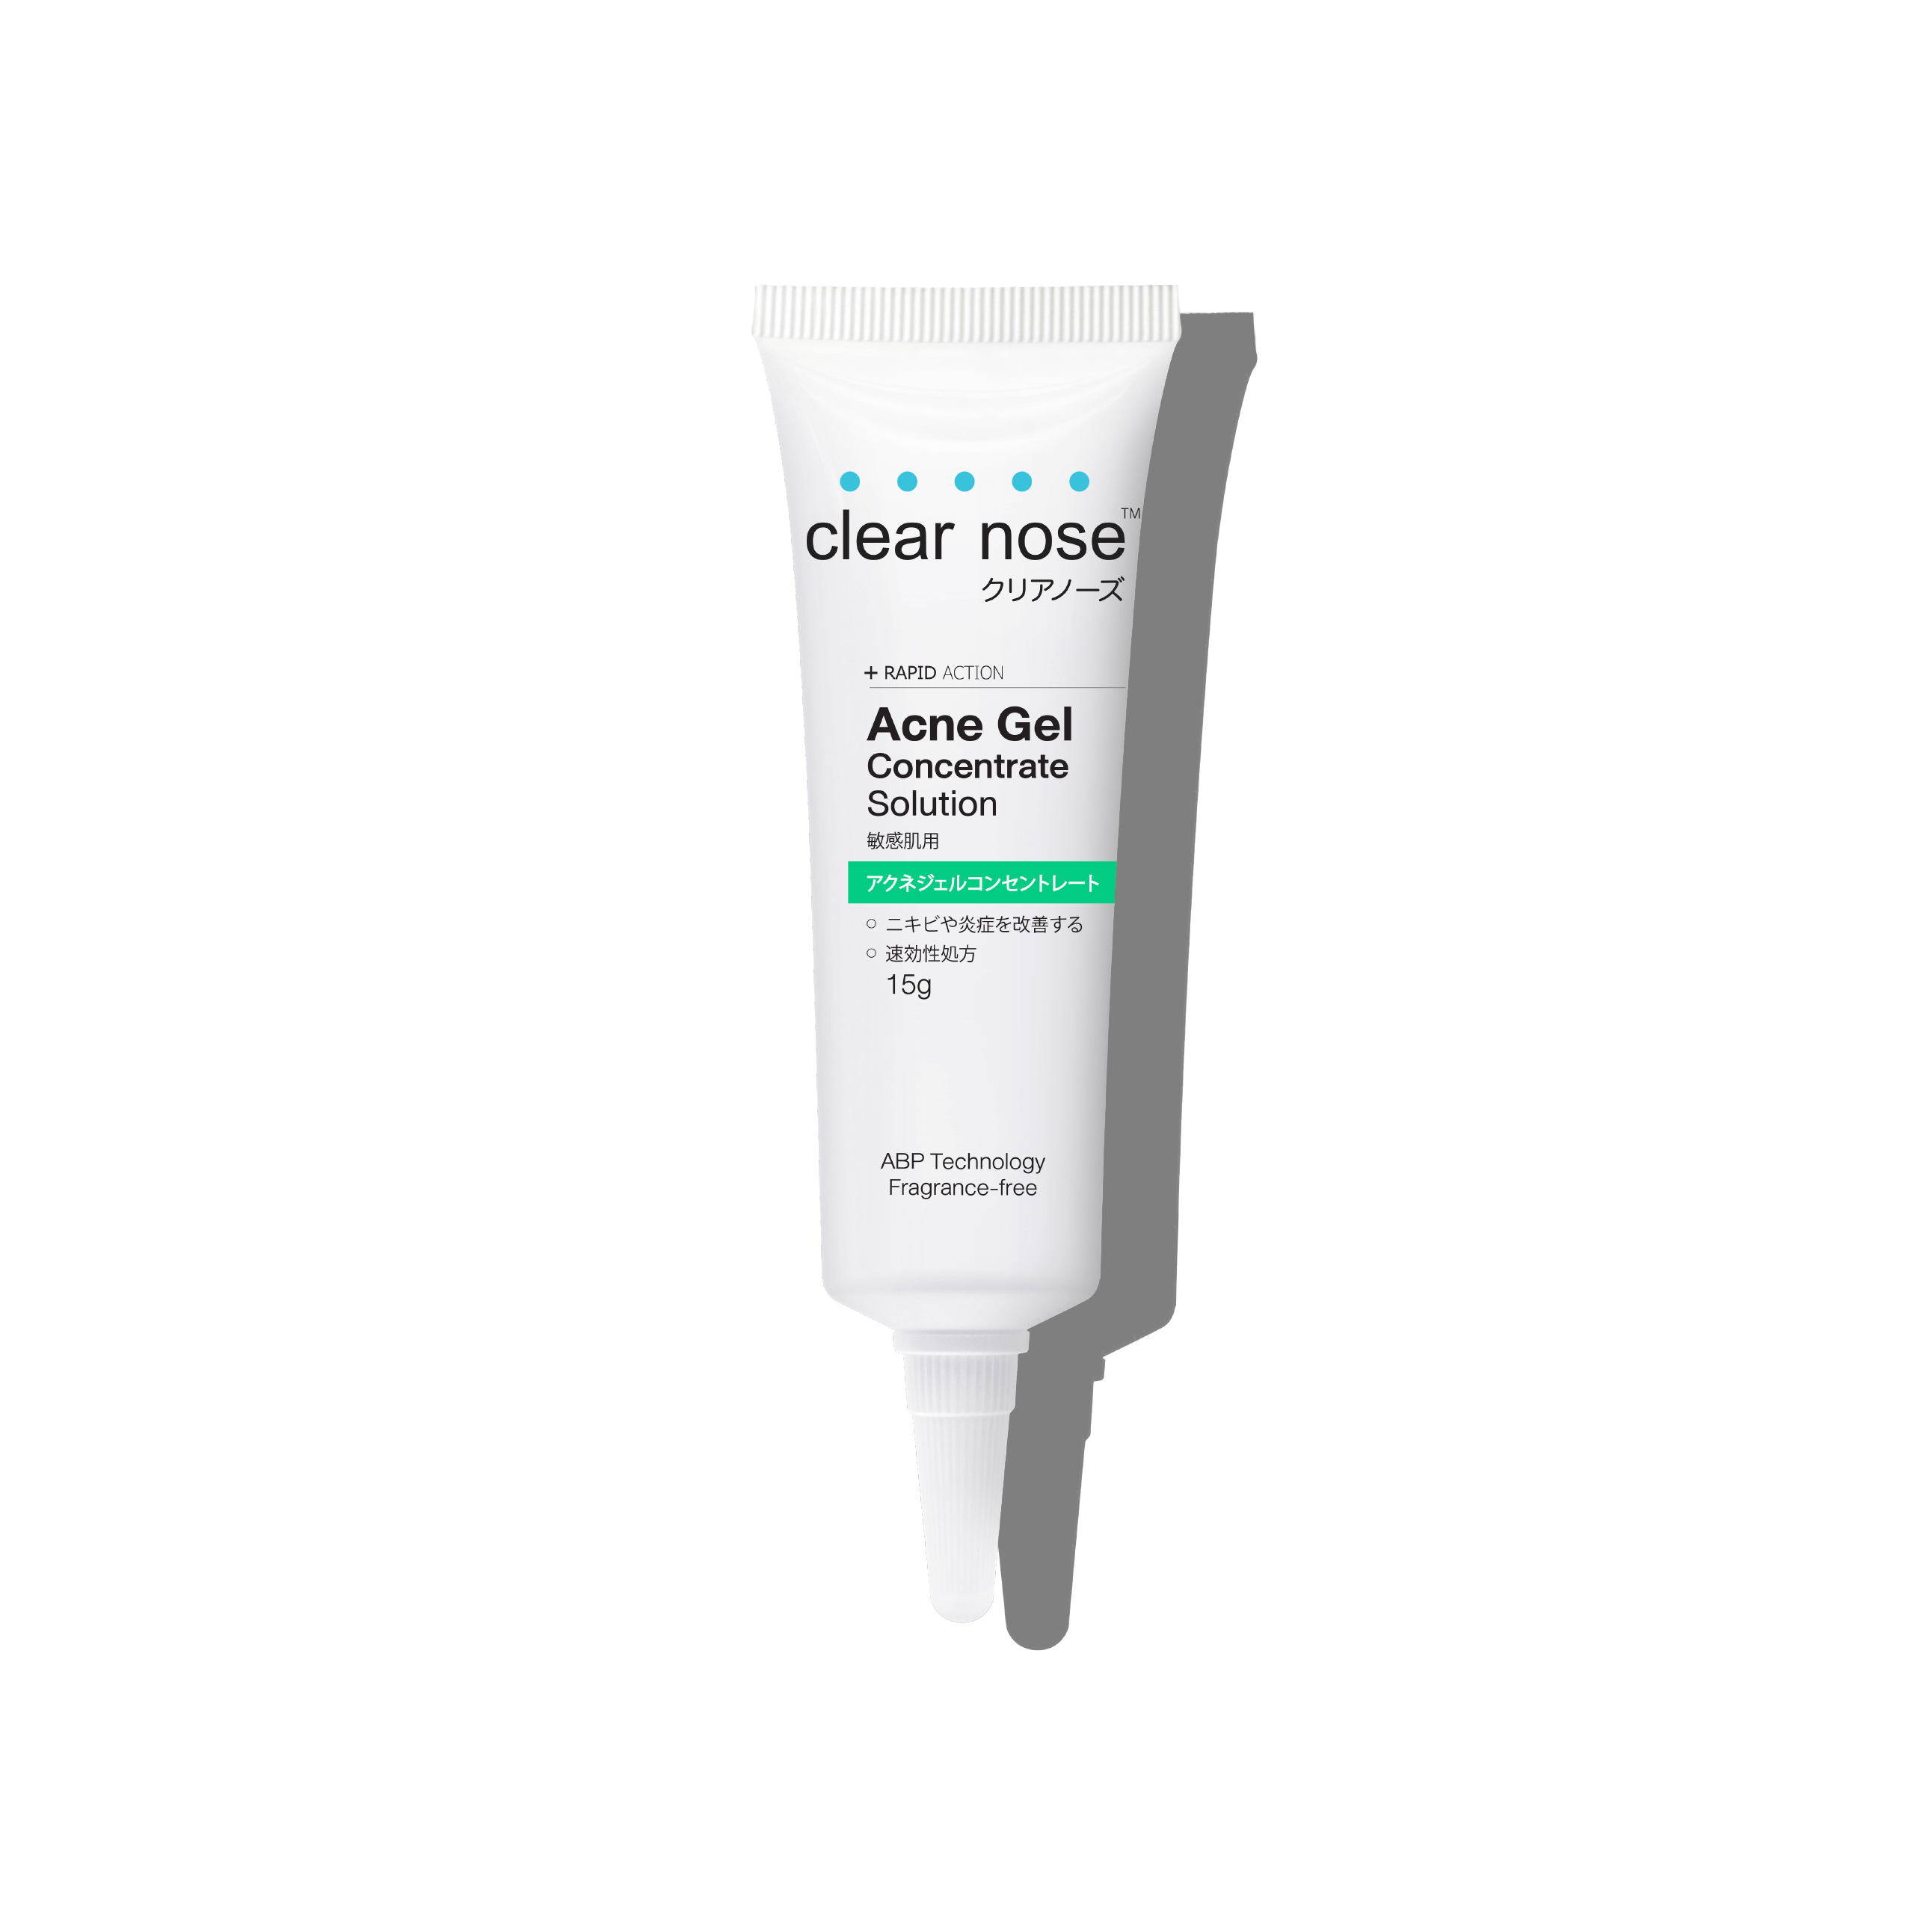 clear nose™
クリアノーズ
+ RAPID ACTION
Acne Gel
Concentrate
Solution
敏感肌用
アクネジェルコンセントレート
○ ニキビや炎症を改善する
○ 速効性処方
15g
ABP Technology
Fragrance-free